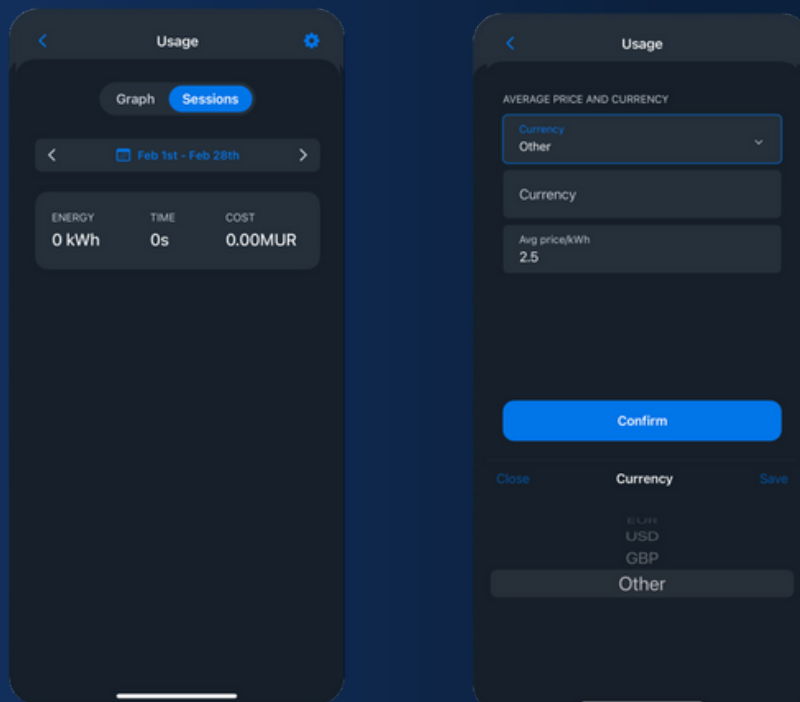 Usage
Graph Sessions
Feb 1st - Feb 28th
ENERGY TIME COST
0 kWh 0s 0.00MUR
Usage
AVERAGE PRICE AND CURRENCY
Currency
Other
Currency
Avg price/kWh
2.5
Confirm
Close Currency Save
EUR
USD
GBP
Other